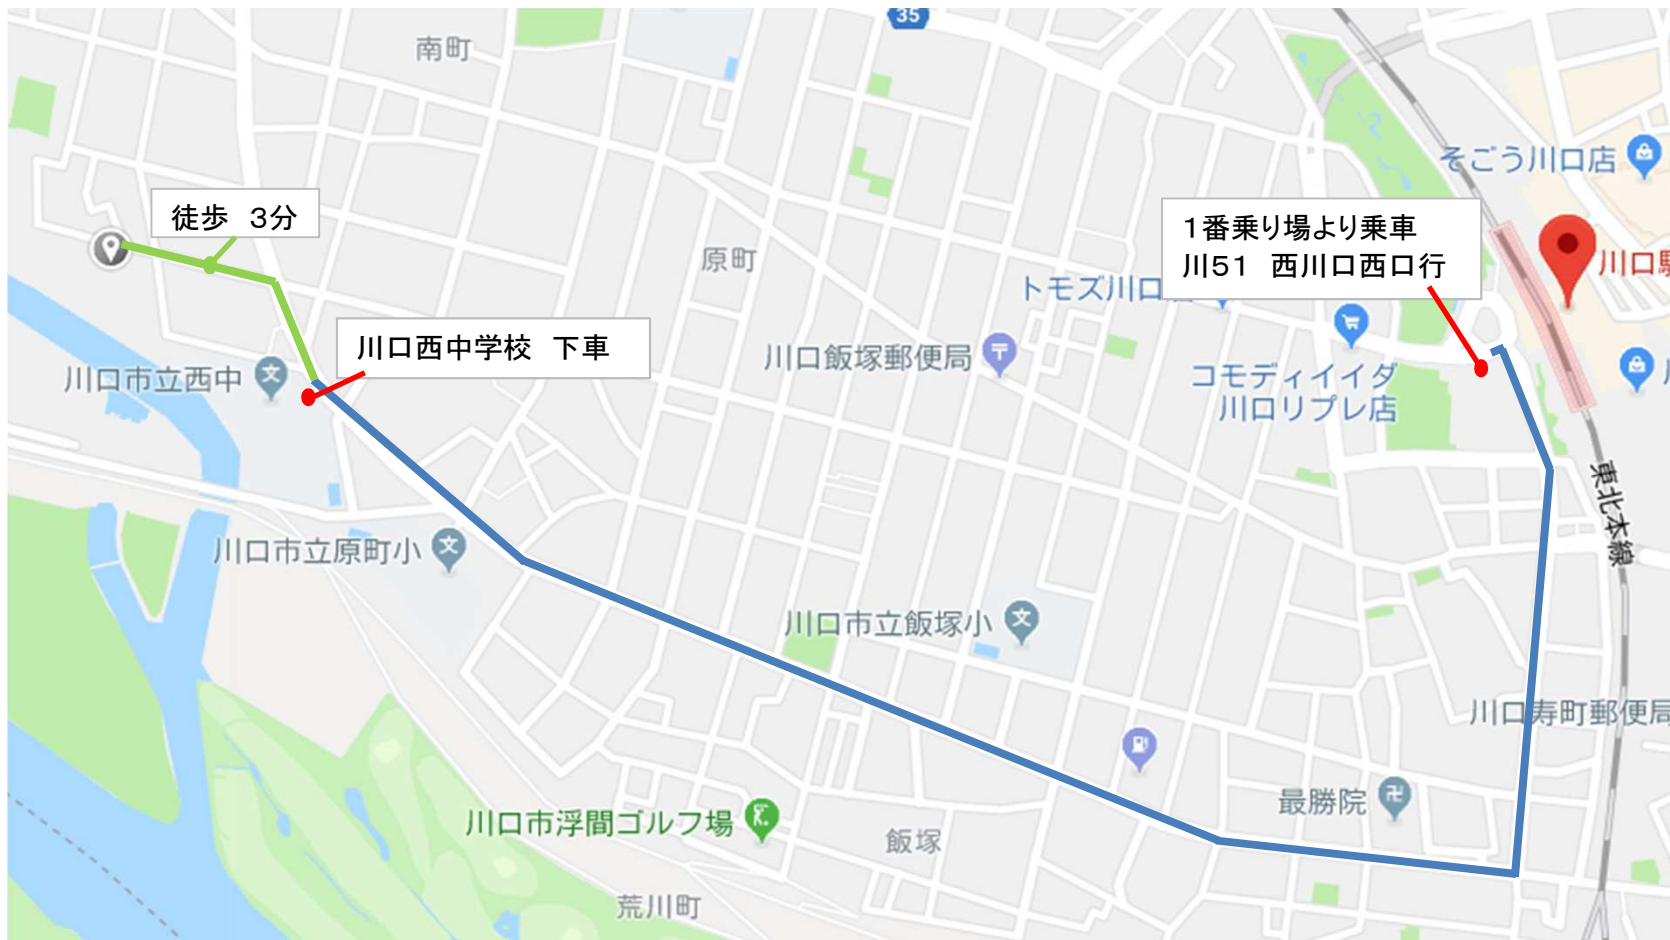 35
南町
そごう川口店
徒歩　3分
1番乗り場より乗車
川51　西川口西口行
原町
川口駅
トモズ川口店
川口西中学校　下車
川口飯塚郵便局
川口市立西中
コモディイイダ
川口リプレ店
東北本線
川口市立原町小
川口市立飯塚小
川口寿町郵便局
最勝院
川口市浮間ゴルフ場
飯塚
荒川町